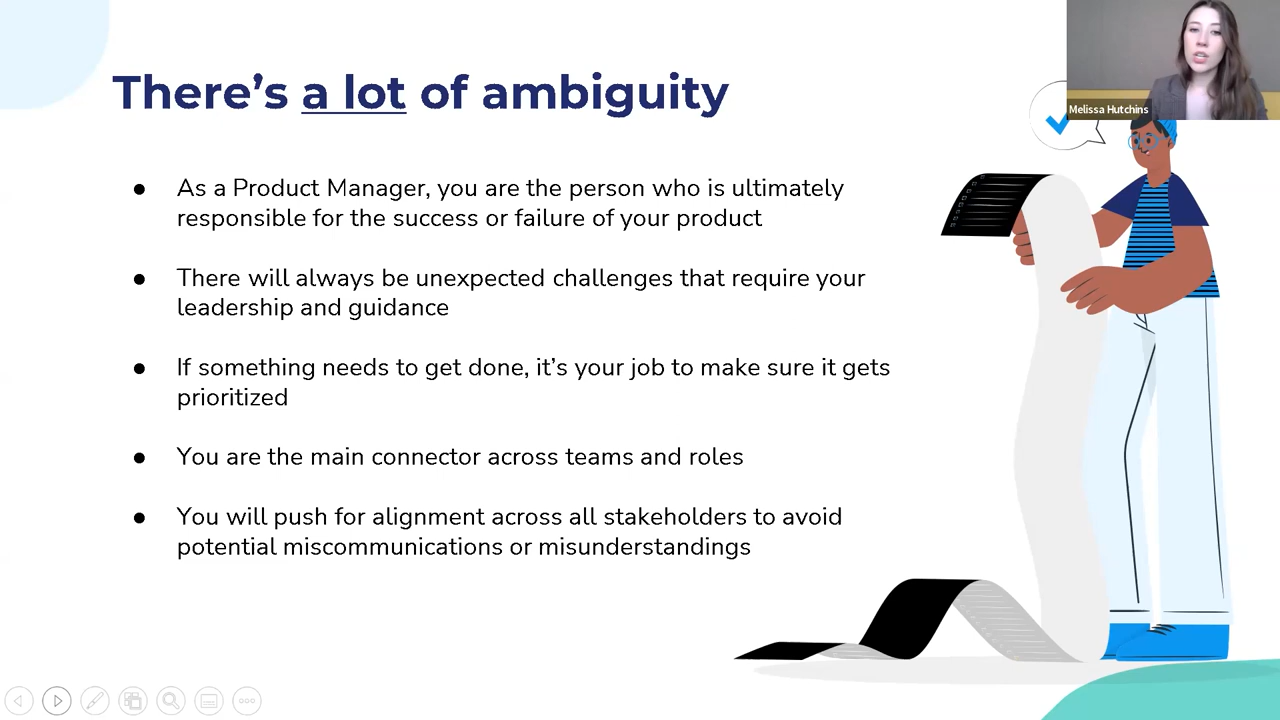 There's a lot of ambiguity
Melissa Hutchins
● As a Product Manager, you are the person who is ultimately
responsible for the success or failure of your product
● There will always be unexpected challenges that require your
leadership and guidance
● If something needs to get done, it's your job to make sure it gets
prioritized
● You are the main connector across teams and roles
● You will push for alignment across all stakeholders to avoid
potential miscommunications or misunderstandings